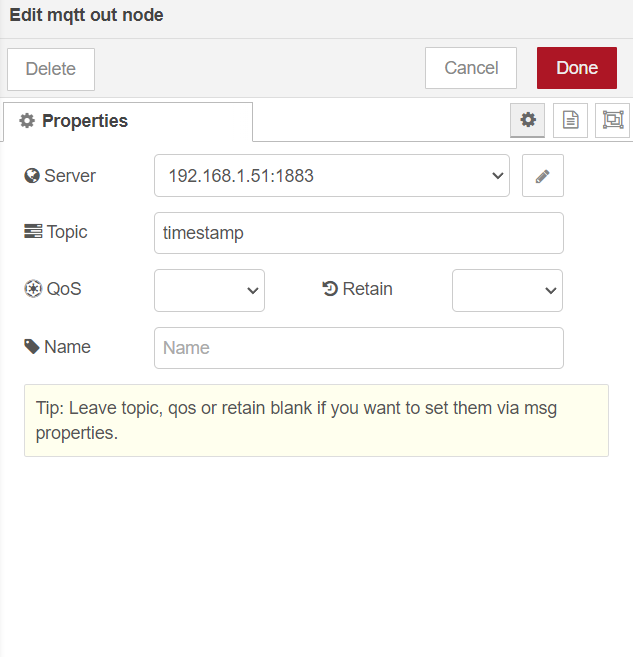 Edit mqtt out node
Delete
Cancel
Done
Properties
Server
192.168.1.51:1883
Topic
timestamp
QoS
Retain
Name
Name
Tip: Leave topic, qos or retain blank if you want to set them via msg
properties.